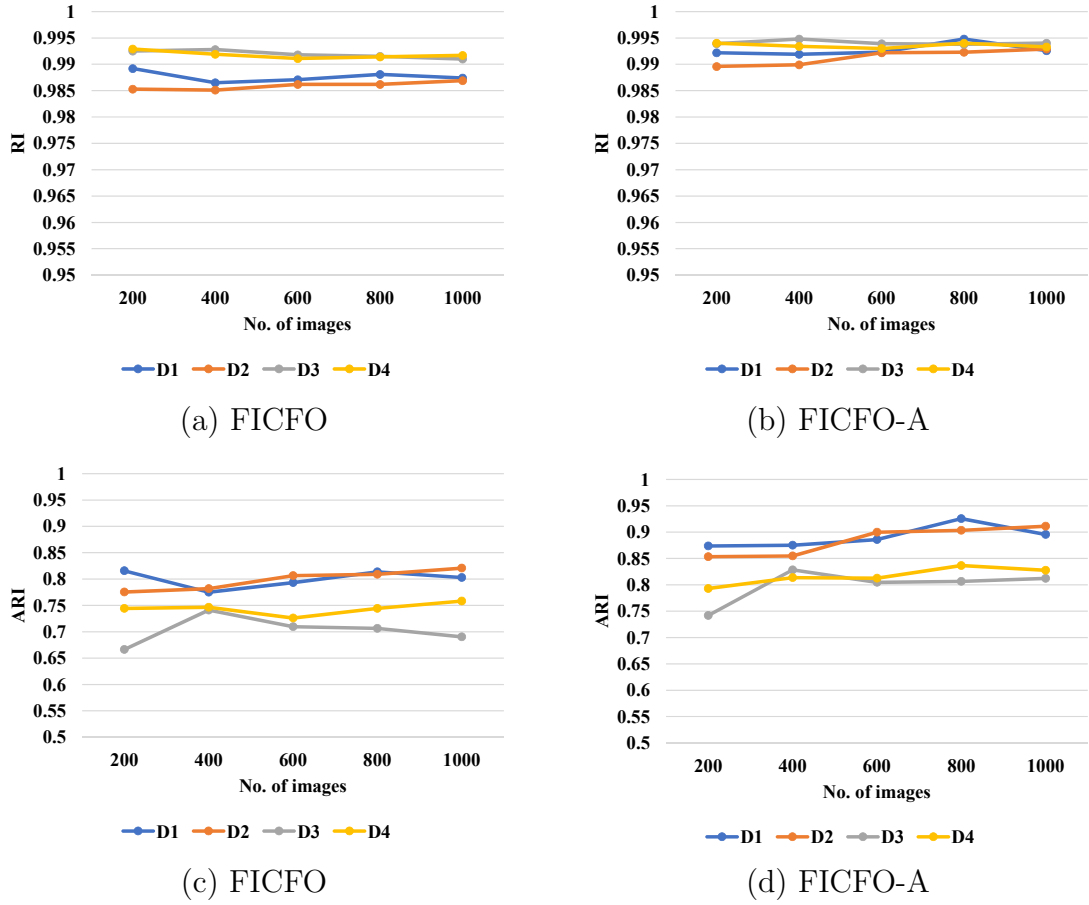 1
0.995
0.99
0.985
0.98
0.975
0.97
0.965
0.96
0.955
0.95
RI
200 400 600 800 1000
No. of images
D1 D2 D3 D4
(a) FICFO
1
0.995
0.99
0.985
0.98
0.975
0.97
0.965
0.96
0.955
0.95
RI
200 400 600 800 1000
No. of images
D1 D2 D3 D4
(b) FICFO-A
1
0.95
0.9
0.85
0.8
0.75
0.7
0.65
0.6
0.55
0.5
ARI
200 400 600 800 1000
No. of images
D1 D2 D3 D4
(c) FICFO
1
0.95
0.9
0.85
0.8
0.75
0.7
0.65
0.6
0.55
0.5
ARI
200 400 600 800 1000
No. of images
D1 D2 D3 D4
(d) FICFO-A